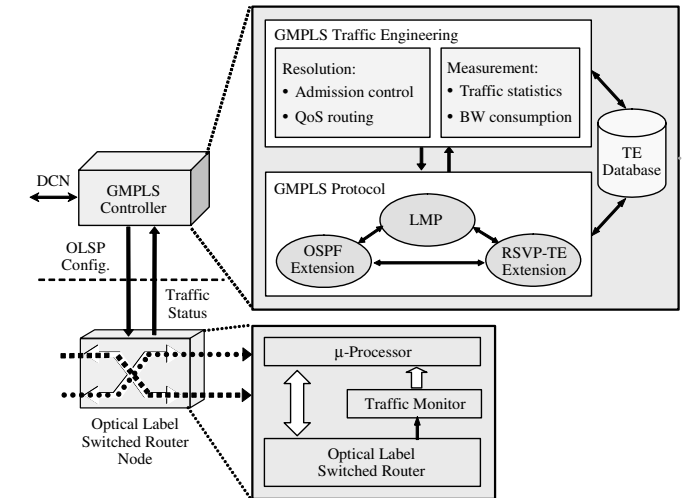 GMPLS Traffic Engineering
Resolution:
• Admission control
• QoS routing
Measurement:
• Traffic statistics
• BW consumption
TE
Database
GMPLS Protocol
LMP
OSPF
Extension
RSVP-TE
Extension
DCN
GMPLS
Controller
OLSP
Config.
Traffic
Status
Optical Label
Switched Router
Node
μ-Processor
Traffic Monitor
Optical Label
Switched Router